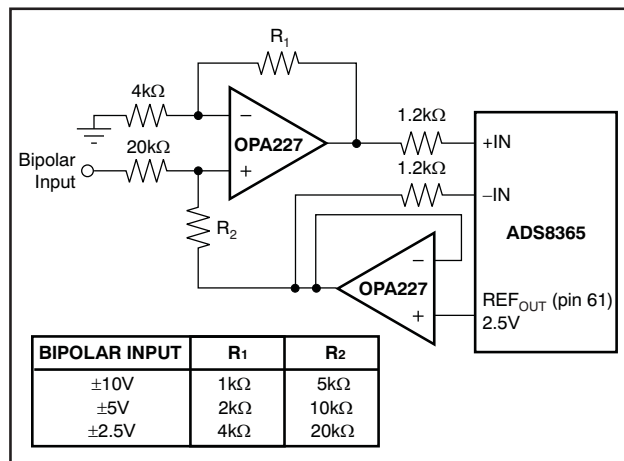 R1
4kΩ
1.2kΩ
−
OPA227
+IN
20kΩ
1.2kΩ
Bipolar
Input
+
−IN
R2
ADS8365
−
OPA227
REFOUT (pin 61)
+
2.5V
BIPOLAR INPUT R1 R2
±10V 1kΩ 5kΩ
±5V 2kΩ 10kΩ
±2.5V 4kΩ 20kΩ